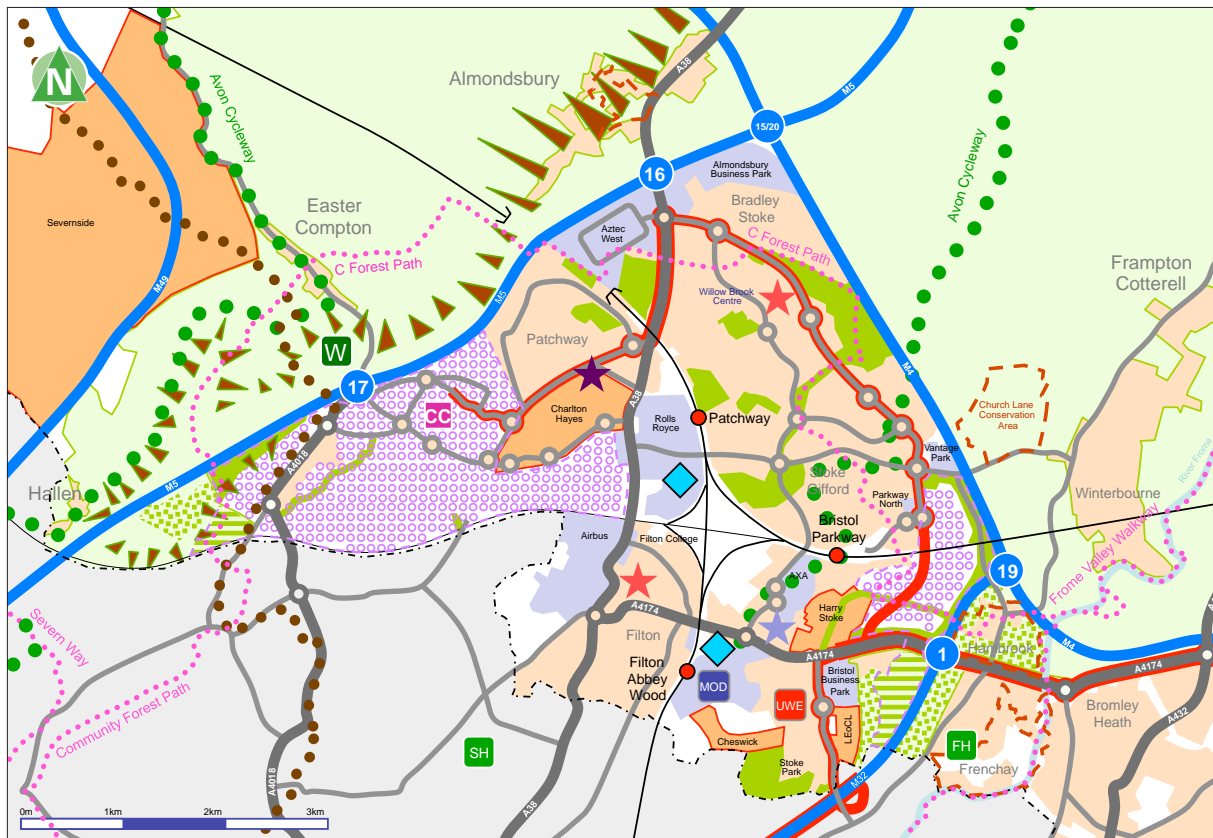 N
Almondsbury
A38
M5
15/20
Avon Cycleway
16
Almondsbury
Business Park
Bradley
Stoke
Easter
Compton
Severnside
Aztec
West
C Forest Path
Avon Cycleway
C Forest Path
Frampton
Cotterell
M49
M5
Willow Brook
Centre
Patchway
W
17
M4
CC
Charlton
Hayes
A38
Rolls
Royce
Patchway
Church Lane
Conservation
Area
Vantage
Park
River Frome
A4018
Stoke
Gifford
M5
Hallen
Winterbourne
Parkway
North
Bristol
Parkway
Airbus
Filton College
AXA
19
Frome Valley Walkway
A4174
Harry
Stoke
Severn Way
Filton
Hambrook
M4
A4174
1
A4174
Filton
Abbey
Wood
MOD
Bristol
Business
Park
UWE
Bromley
Heath
A432
Community Forest Path
SH
Cheswick
LEoCL
FH
Stoke
Park
Frenchay
A4018
M32
A38
0m
1km
2km
3km